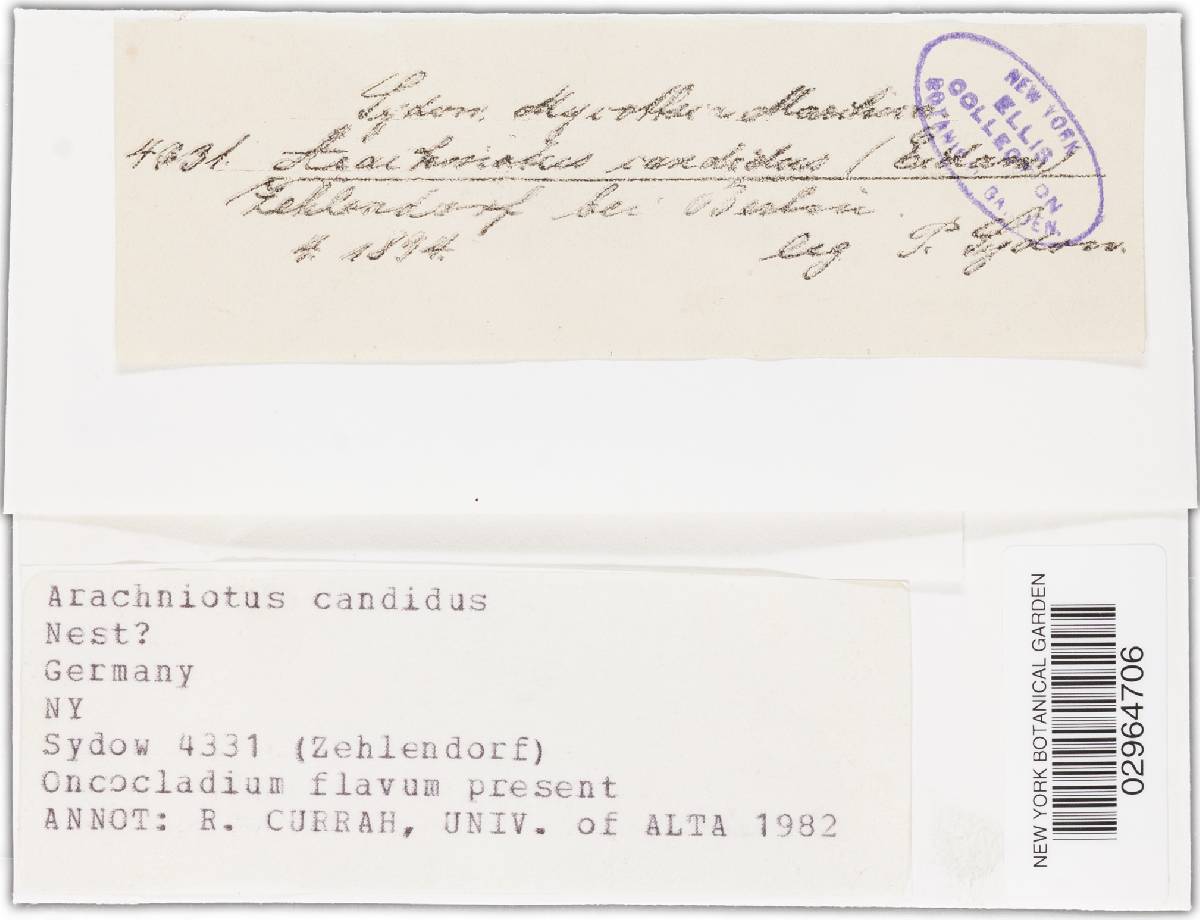 Sydow, Mycotheca Marchica
4331. Arachniotus candidus (Eidam)
Zehlendorf bei Berlin.
4. 1894. leg P. Sydow.
NEW YORK
ELLIS
COLLECTION
BOTANICAL GARDEN.
Arachniotus candidus
Nest?
Germany
NY
Sydow 4331 (Zehlendorf)
Oncocladium flavum present
ANNOT: R. CURRAH, UNIV. of ALTA 1982
NEW YORK BOTANICAL GARDEN
02964706